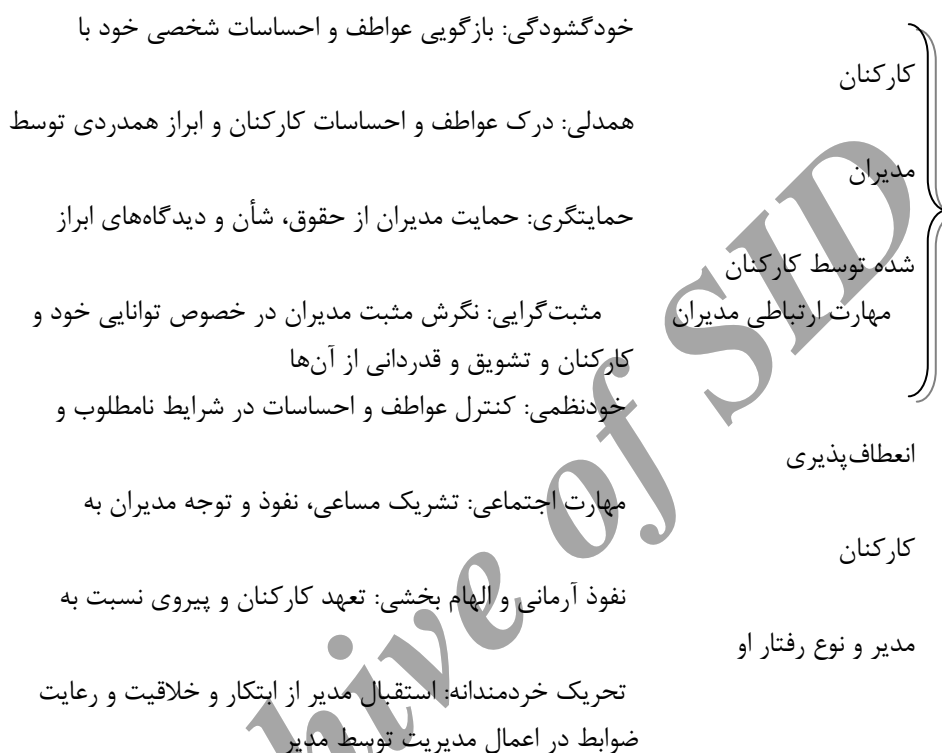 خودگشودگی: بازگویی عواطف و احساسات شخصی خود با
کارکنان
همدلی: درک عواطف و احساسات کارکنان و ابراز همدردی توسط
مدیران
حمایتگری: حمایت مدیران از حقوق، شأن و دیدگاه‌های ابراز
شده توسط کارکنان
مهارت ارتباطی مدیران مثبت‌گرایی: نگرش مثبت مدیران در خصوص توانایی خود و
کارکنان و تشویق و قدردانی از آن‌ها
خودنظمی: کنترل عواطف و احساسات در شرایط نامطلوب و
انعطاف‌پذیری
مهارت اجتماعی: تشریک مساعی، نفوذ و توجه مدیران به
کارکنان
نفوذ آرمانی و الهام بخشی: تعهد کارکنان و پیروی نسبت به
مدیر و نوع رفتار او
تحریک خردمندانه: استقبال مدیر از ابتکار و خلاقیت و رعایت
ضوابط در اعمال مدیریت توسط مدیر
hive of SID